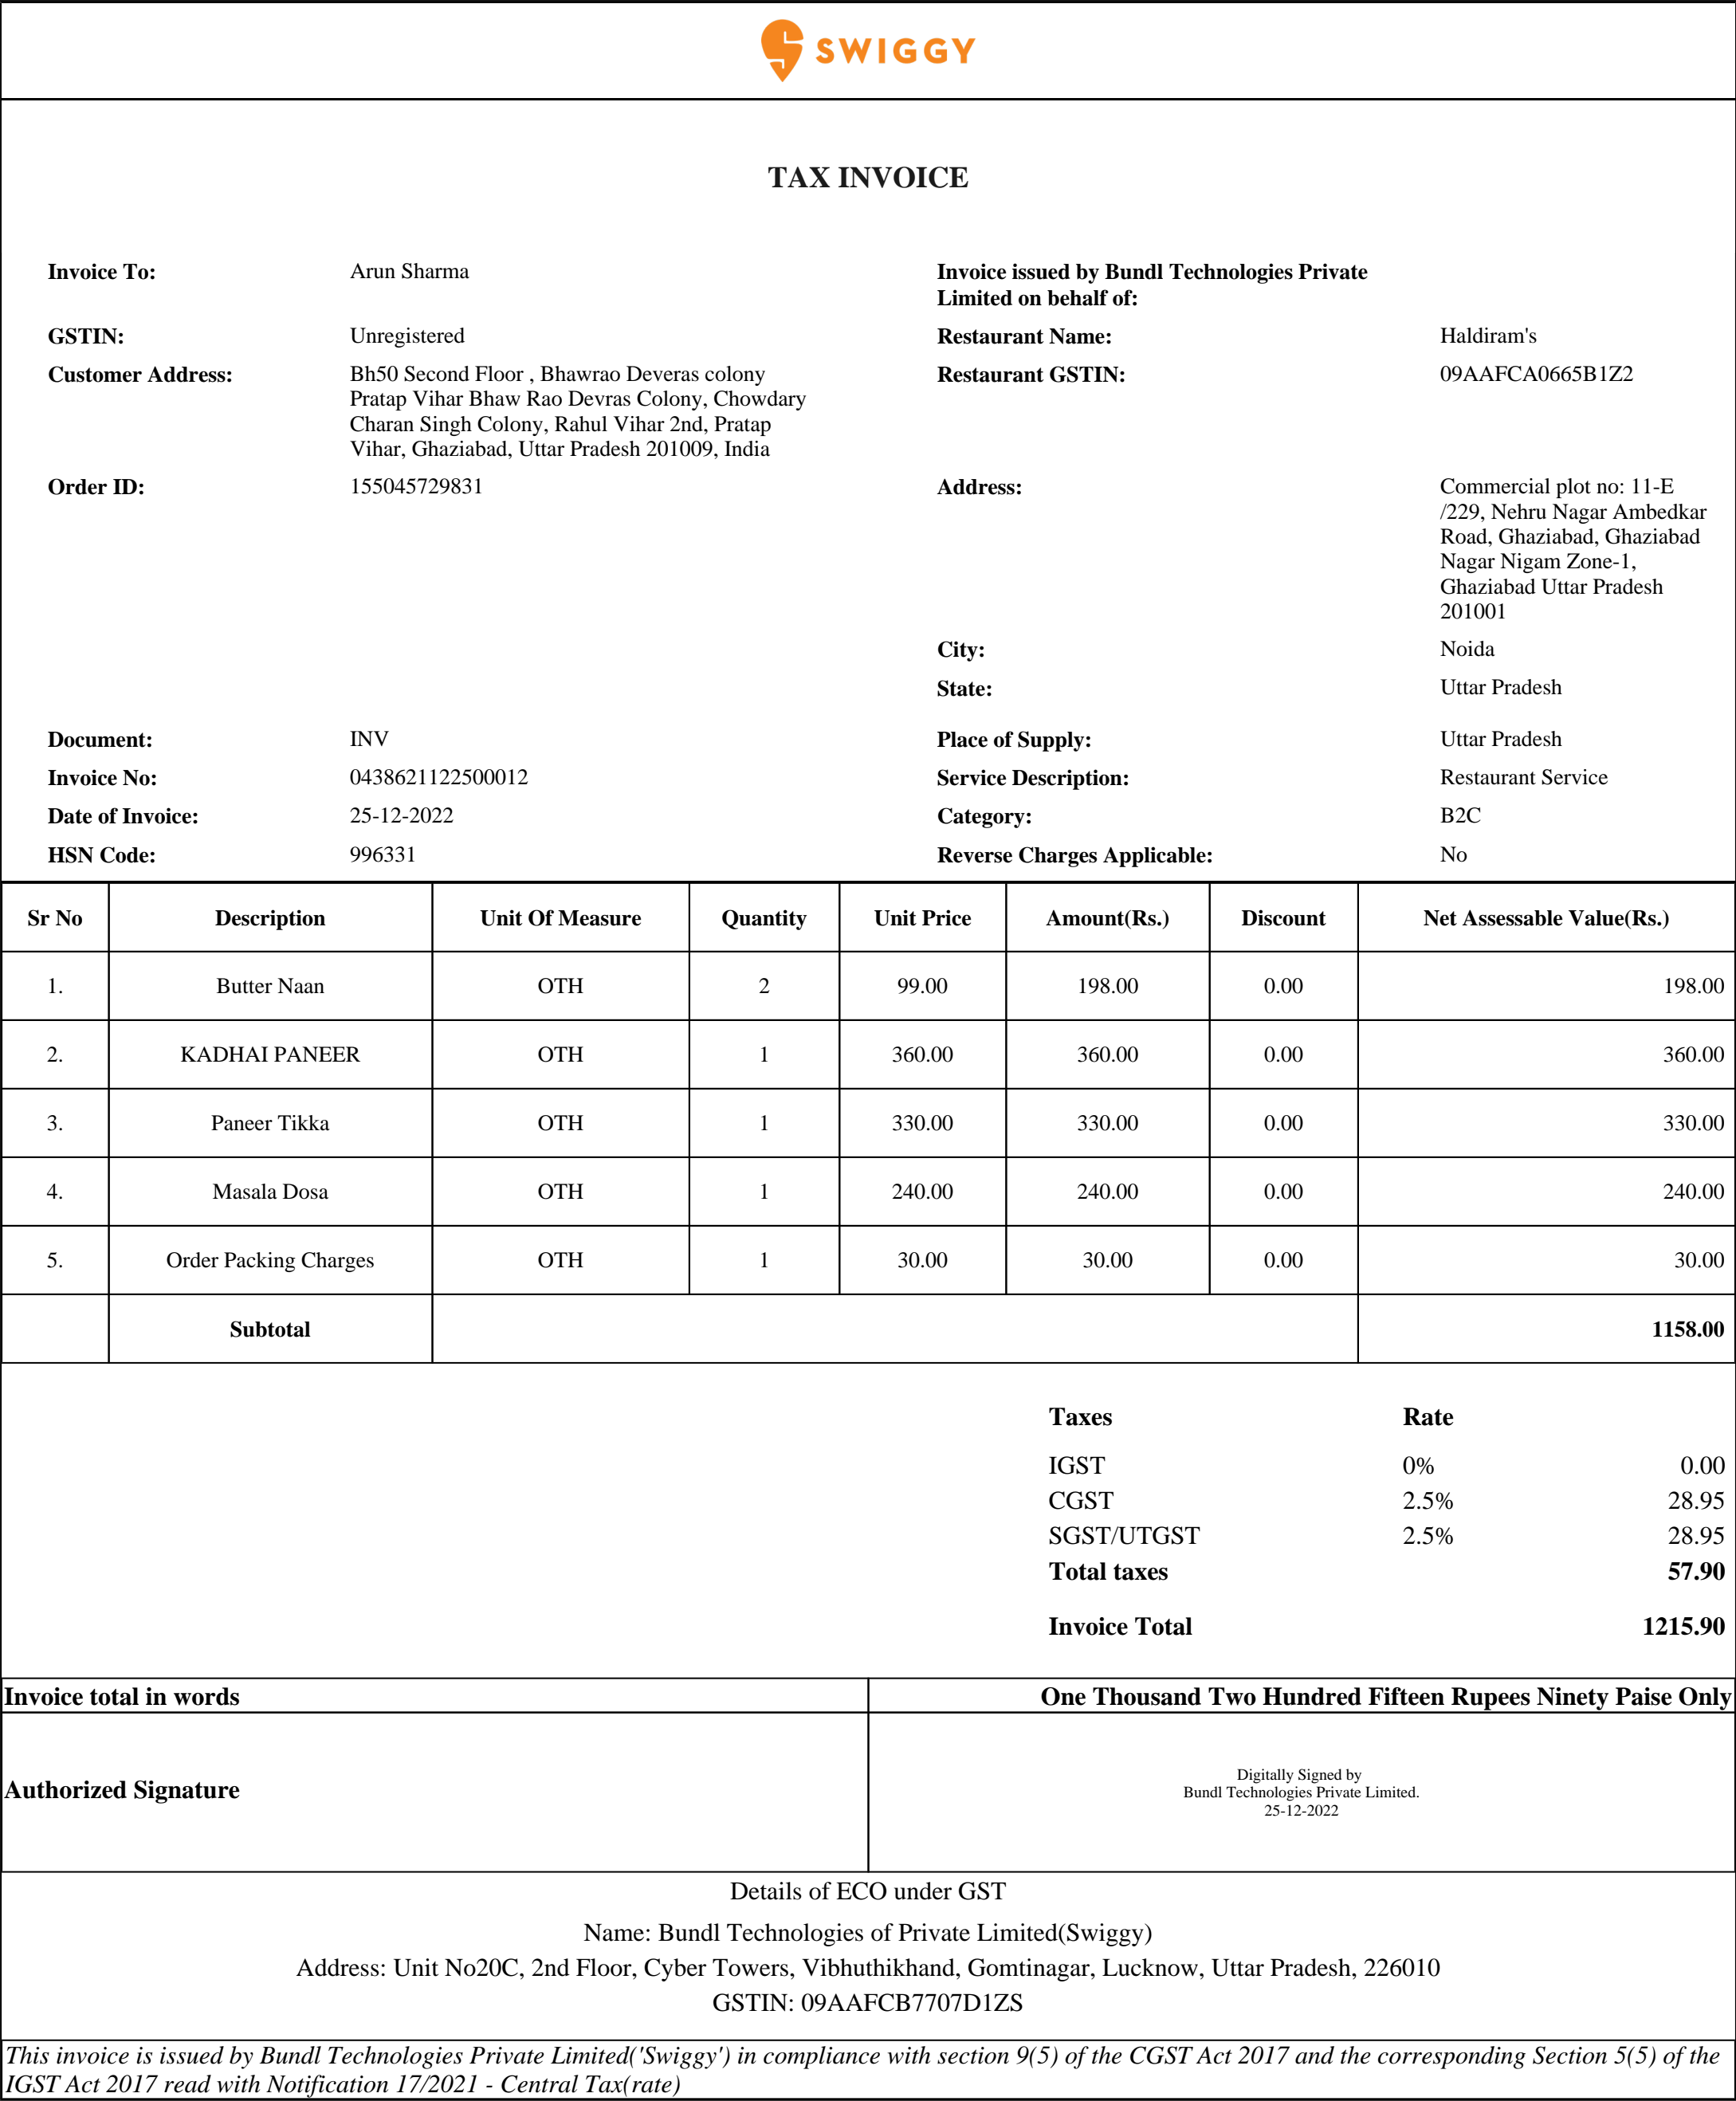 SWIGGY
TAX INVOICE
Invoice To: Arun Sharma
Invoice issued by Bundl Technologies Private
Limited on behalf of:
GSTIN: Unregistered
Restaurant Name: Haldiram's
Customer Address: Bh50 Second Floor , Bhawrao Deveras colony
Pratap Vihar Bhaw Rao Devras Colony, Chowdary
Charan Singh Colony, Rahul Vihar 2nd, Pratap
Vihar, Ghaziabad, Uttar Pradesh 201009, India
Restaurant GSTIN: 09AAFCA0665B1Z2
Order ID: 155045729831
Address: Commercial plot no: 11-E
/229, Nehru Nagar Ambedkar
Road, Ghaziabad, Ghaziabad
Nagar Nigam Zone-1,
Ghaziabad Uttar Pradesh
201001
City: Noida
State: Uttar Pradesh
Document: INV
Place of Supply: Uttar Pradesh
Invoice No: 0438621122500012
Service Description: Restaurant Service
Date of Invoice: 25-12-2022
Category: B2C
HSN Code: 996331
Reverse Charges Applicable: No
Sr No Description Unit Of Measure Quantity Unit Price Amount(Rs.) Discount Net Assessable Value(Rs.)
1. Butter Naan OTH 2 99.00 198.00 0.00 198.00
2. KADHAI PANEER OTH 1 360.00 360.00 0.00 360.00
3. Paneer Tikka OTH 1 330.00 330.00 0.00 330.00
4. Masala Dosa OTH 1 240.00 240.00 0.00 240.00
5. Order Packing Charges OTH 1 30.00 30.00 0.00 30.00
Subtotal 1158.00
Taxes Rate
IGST 0% 0.00
CGST 2.5% 28.95
SGST/UTGST 2.5% 28.95
Total taxes 57.90
Invoice Total 1215.90
Invoice total in words One Thousand Two Hundred Fifteen Rupees Ninety Paise Only
Authorized Signature
Digitally Signed by
Bundl Technologies Private Limited.
25-12-2022
Details of ECO under GST
Name: Bundl Technologies of Private Limited(Swiggy)
Address: Unit No20C, 2nd Floor, Cyber Towers, Vibhuthikhand, Gomtinagar, Lucknow, Uttar Pradesh, 226010
GSTIN: 09AAFCB7707D1ZS
This invoice is issued by Bundl Technologies Private Limited('Swiggy') in compliance with section 9(5) of the CGST Act 2017 and the corresponding Section 5(5) of the
IGST Act 2017 read with Notification 17/2021 - Central Tax(rate)